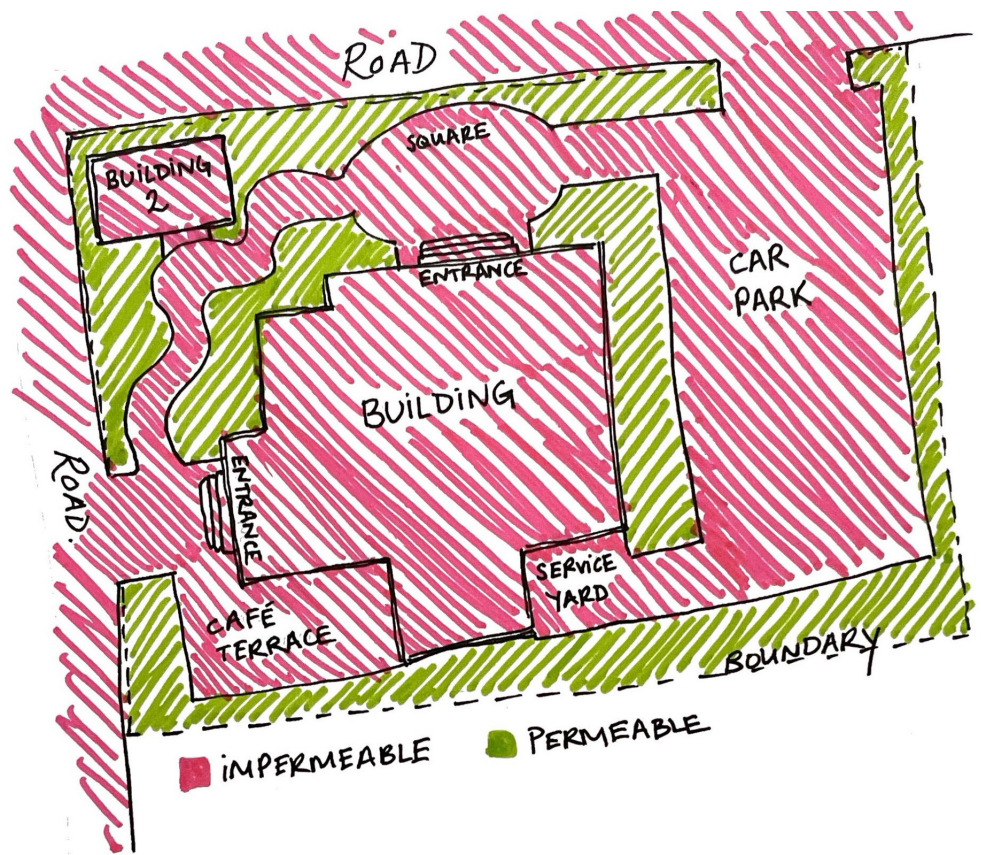 RoAD
SQUARE
BUiLDiNG
2
ENTRANCE
CAR
PARK
BUiLDiNG
ROAD.
ENTRANCE
SERViCE
YARD
CAFÉ
TERRACE
BOUNDARY
iMPERMEABLE
PERMEABLE